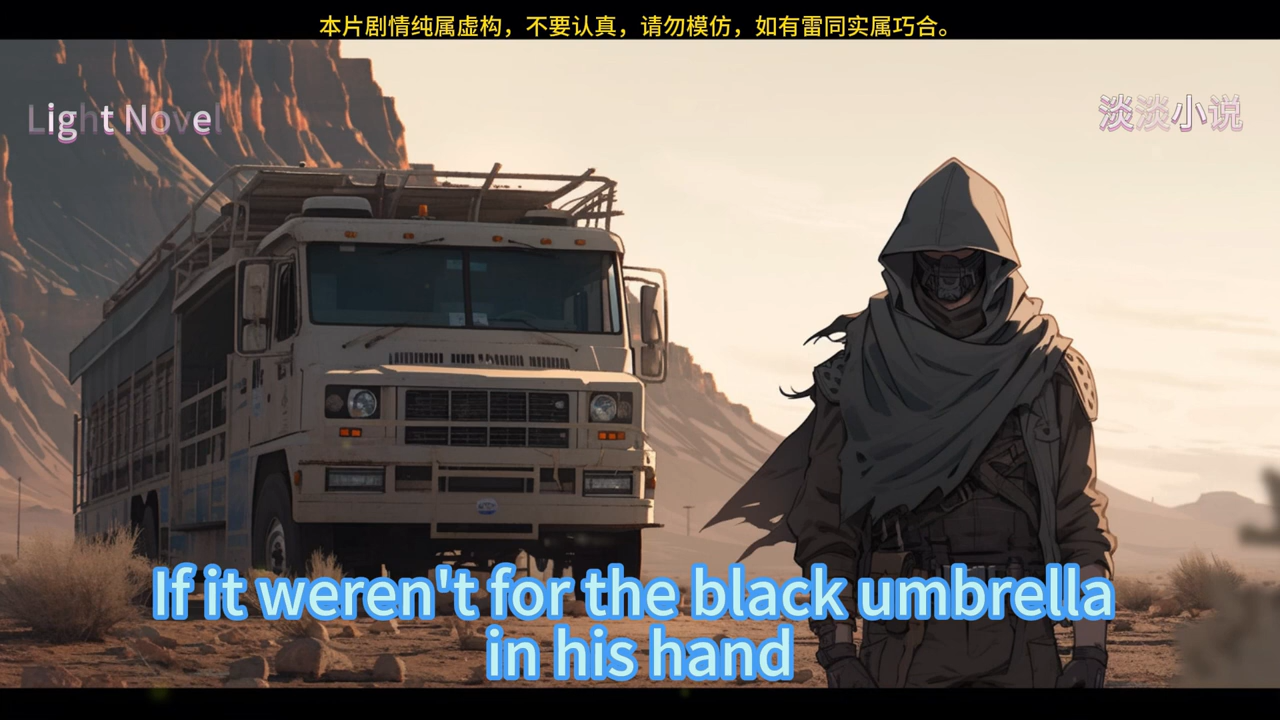 本片剧情纯属虚构，不要认真，请勿模仿，如有雷同实属巧合。
Light Novel
淡淡小说
If it weren't for the black umbrella
in his hand